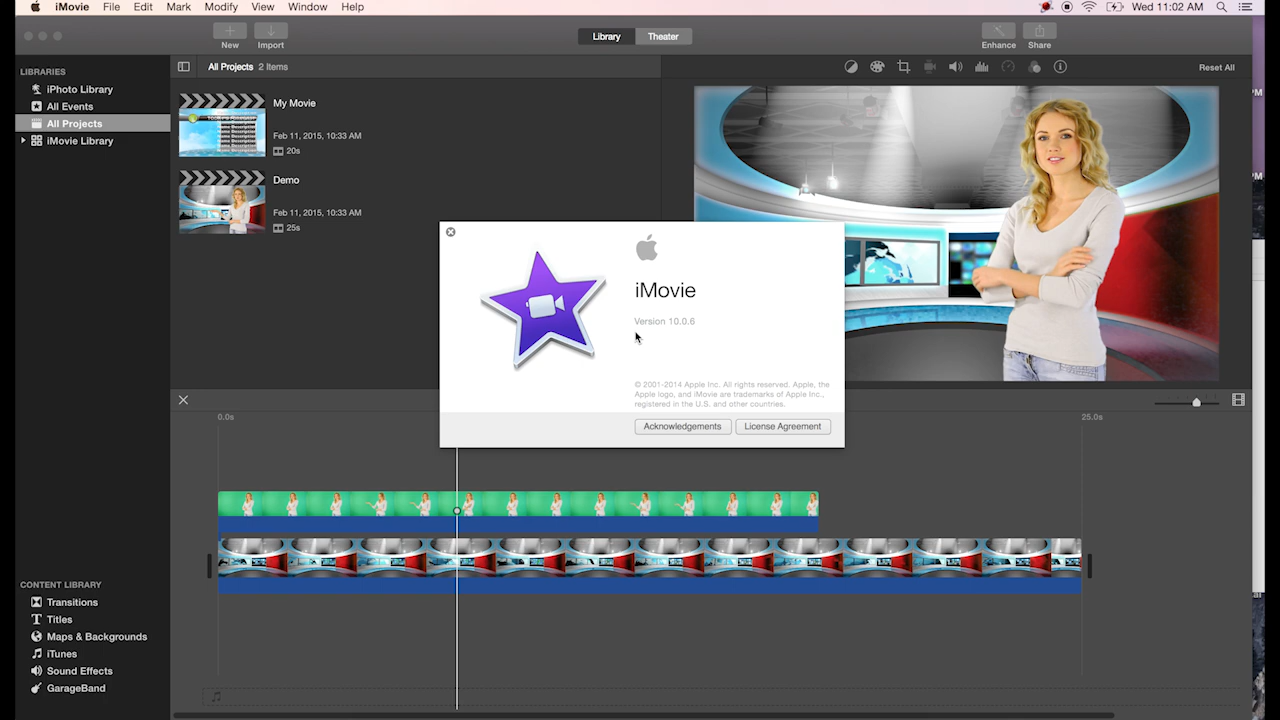 iMovie File Edit Mark Modify View Window Help Wed 11:02 AM
Library Theater
New Import Enhance Share
LIBRARIES
iPhoto Library
All Events
All Projects
iMovie Library
All Projects 2 Items
Reset All
My Movie
Feb 11, 2015, 10:33 AM
20s
Demo
Feb 11, 2015, 10:33 AM
25s
iMovie
Version 10.0.6
© 2001-2014 Apple Inc. All rights reserved. Apple, the
Apple logo, and iMovie are trademarks of Apple Inc.,
registered in the U.S. and other countries.
Acknowledgements License Agreement
0.0s 25.0s
CONTENT LIBRARY
Transitions
Titles
Maps & Backgrounds
iTunes
Sound Effects
GarageBand
PM
PM